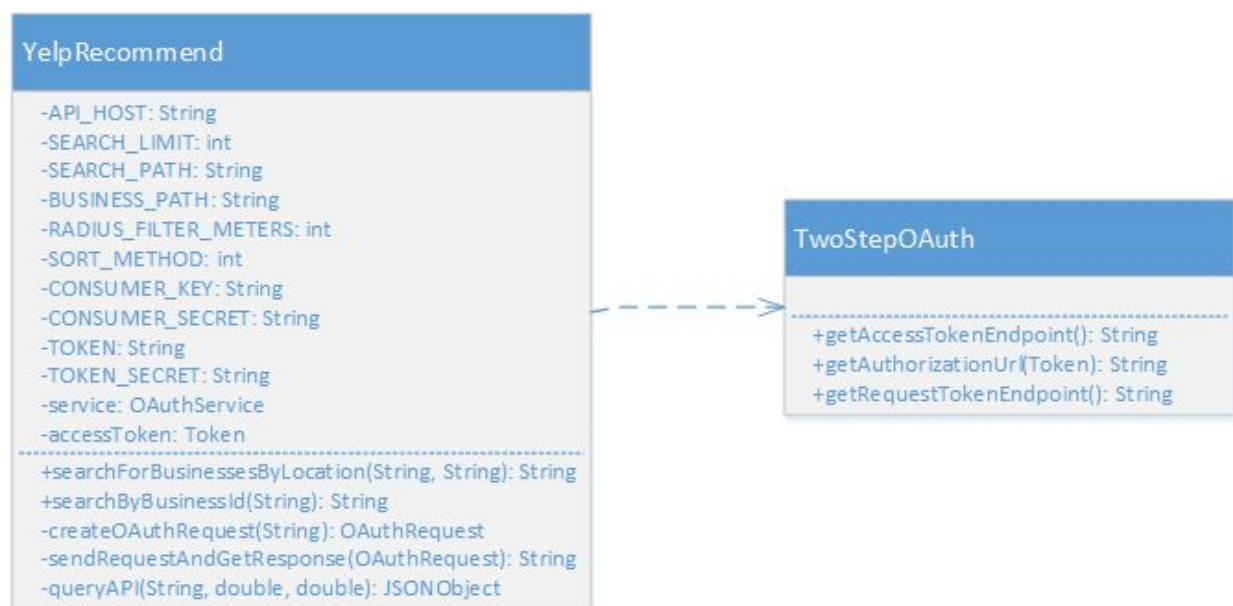 YelpRecommend
-API_HOST: String
-SEARCH_LIMIT: int
-SEARCH_PATH: String
-BUSINESS_PATH: String
-RADIUS_FILTER_METERS: int
-SORT_METHOD: int
-CONSUMER_KEY: String
-CONSUMER_SECRET: String
-TOKEN: String
-TOKEN_SECRET: String
-service: OAuthService
-accessToken: Token
+searchForBusinessesByLocation(String, String): String
+searchByBusinessId(String): String
-createOAuthRequest(String): OAuthRequest
-sendRequestAndGetResponse(OAuthRequest): String
-queryAPI(String, double, double): JSONObject
TwoStepOAuth
+getAccessTokenEndpoint(): String
+getAuthorizationUrl(Token): String
+getRequestTokenEndpoint(): String